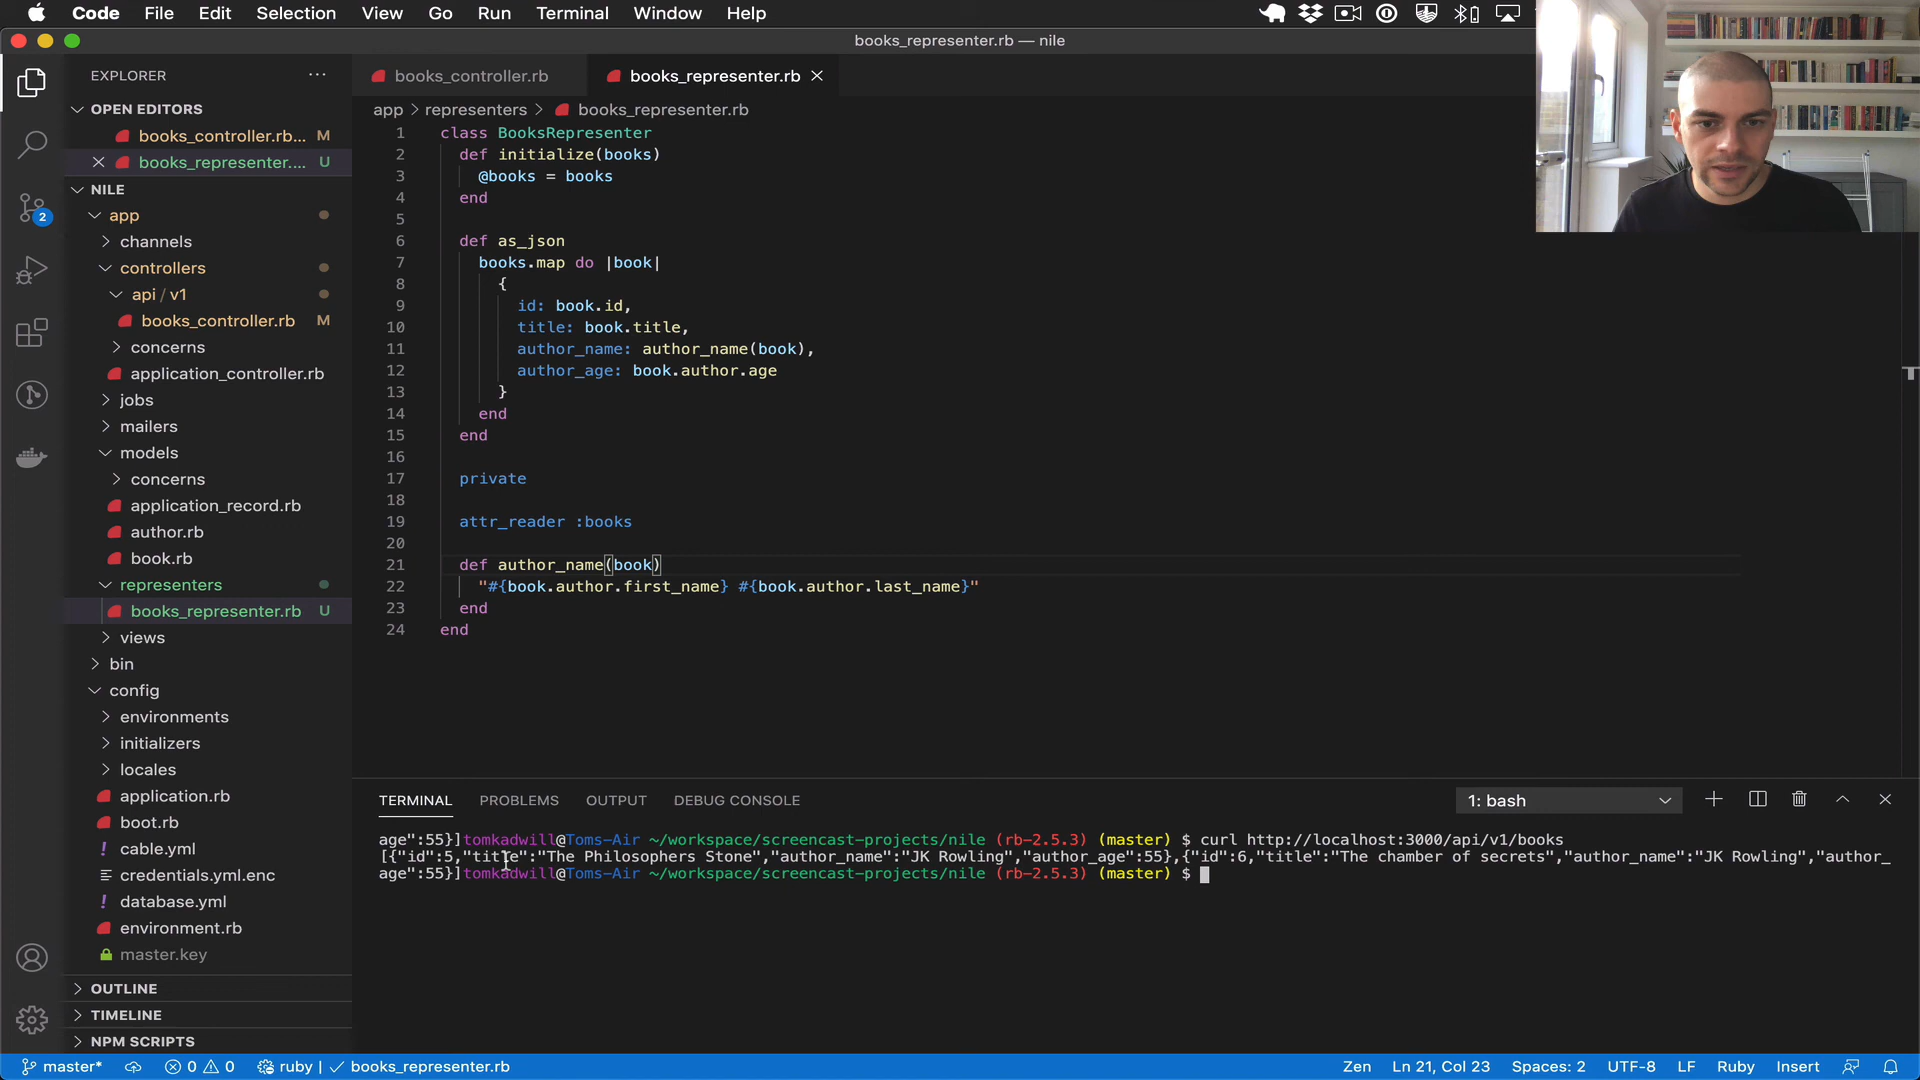 Code File Edit Selection View Go Run Terminal Window Help
books_representer.rb — nile
EXPLORER
OPEN EDITORS
books_controller.rb... M
books_representer.... U
NILE
app
channels
controllers
api / v1
books_controller.rb M
concerns
application_controller.rb
jobs
mailers
models
concerns
application_record.rb
author.rb
book.rb
representers
books_representer.rb U
views
bin
config
environments
initializers
locales
application.rb
boot.rb
! cable.yml
credentials.yml.enc
! database.yml
environment.rb
master.key
OUTLINE
TIMELINE
NPM SCRIPTS
2
books_controller.rb books_representer.rb
app > representers > books_representer.rb
1 class BooksRepresenter
2 def initialize(books)
3 @books = books
4 end
5
6 def as_json
7 books.map do |book|
8 {
9 id: book.id,
10 title: book.title,
11 author_name: author_name(book),
12 author_age: book.author.age
13 }
14 end
15 end
16
17 private
18
19 attr_reader :books
20
21 def author_name(book)
22 "#{book.author.first_name} #{book.author.last_name}"
23 end
24 end
TERMINAL PROBLEMS OUTPUT DEBUG CONSOLE 1: bash
age":55}]tomkadwill@Toms-Air ~/workspace/screencast-projects/nile (rb-2.5.3) (master) $ curl http://localhost:3000/api/v1/books
[{"id":5,"title":"The Philosophers Stone","author_name":"JK Rowling","author_age":55},{"id":6,"title":"The chamber of secrets","author_name":"JK Rowling","author_
age":55}]tomkadwill@Toms-Air ~/workspace/screencast-projects/nile (rb-2.5.3) (master) $
master* 0 0 ruby | books_representer.rb Zen Ln 21, Col 23 Spaces: 2 UTF-8 LF Ruby Insert